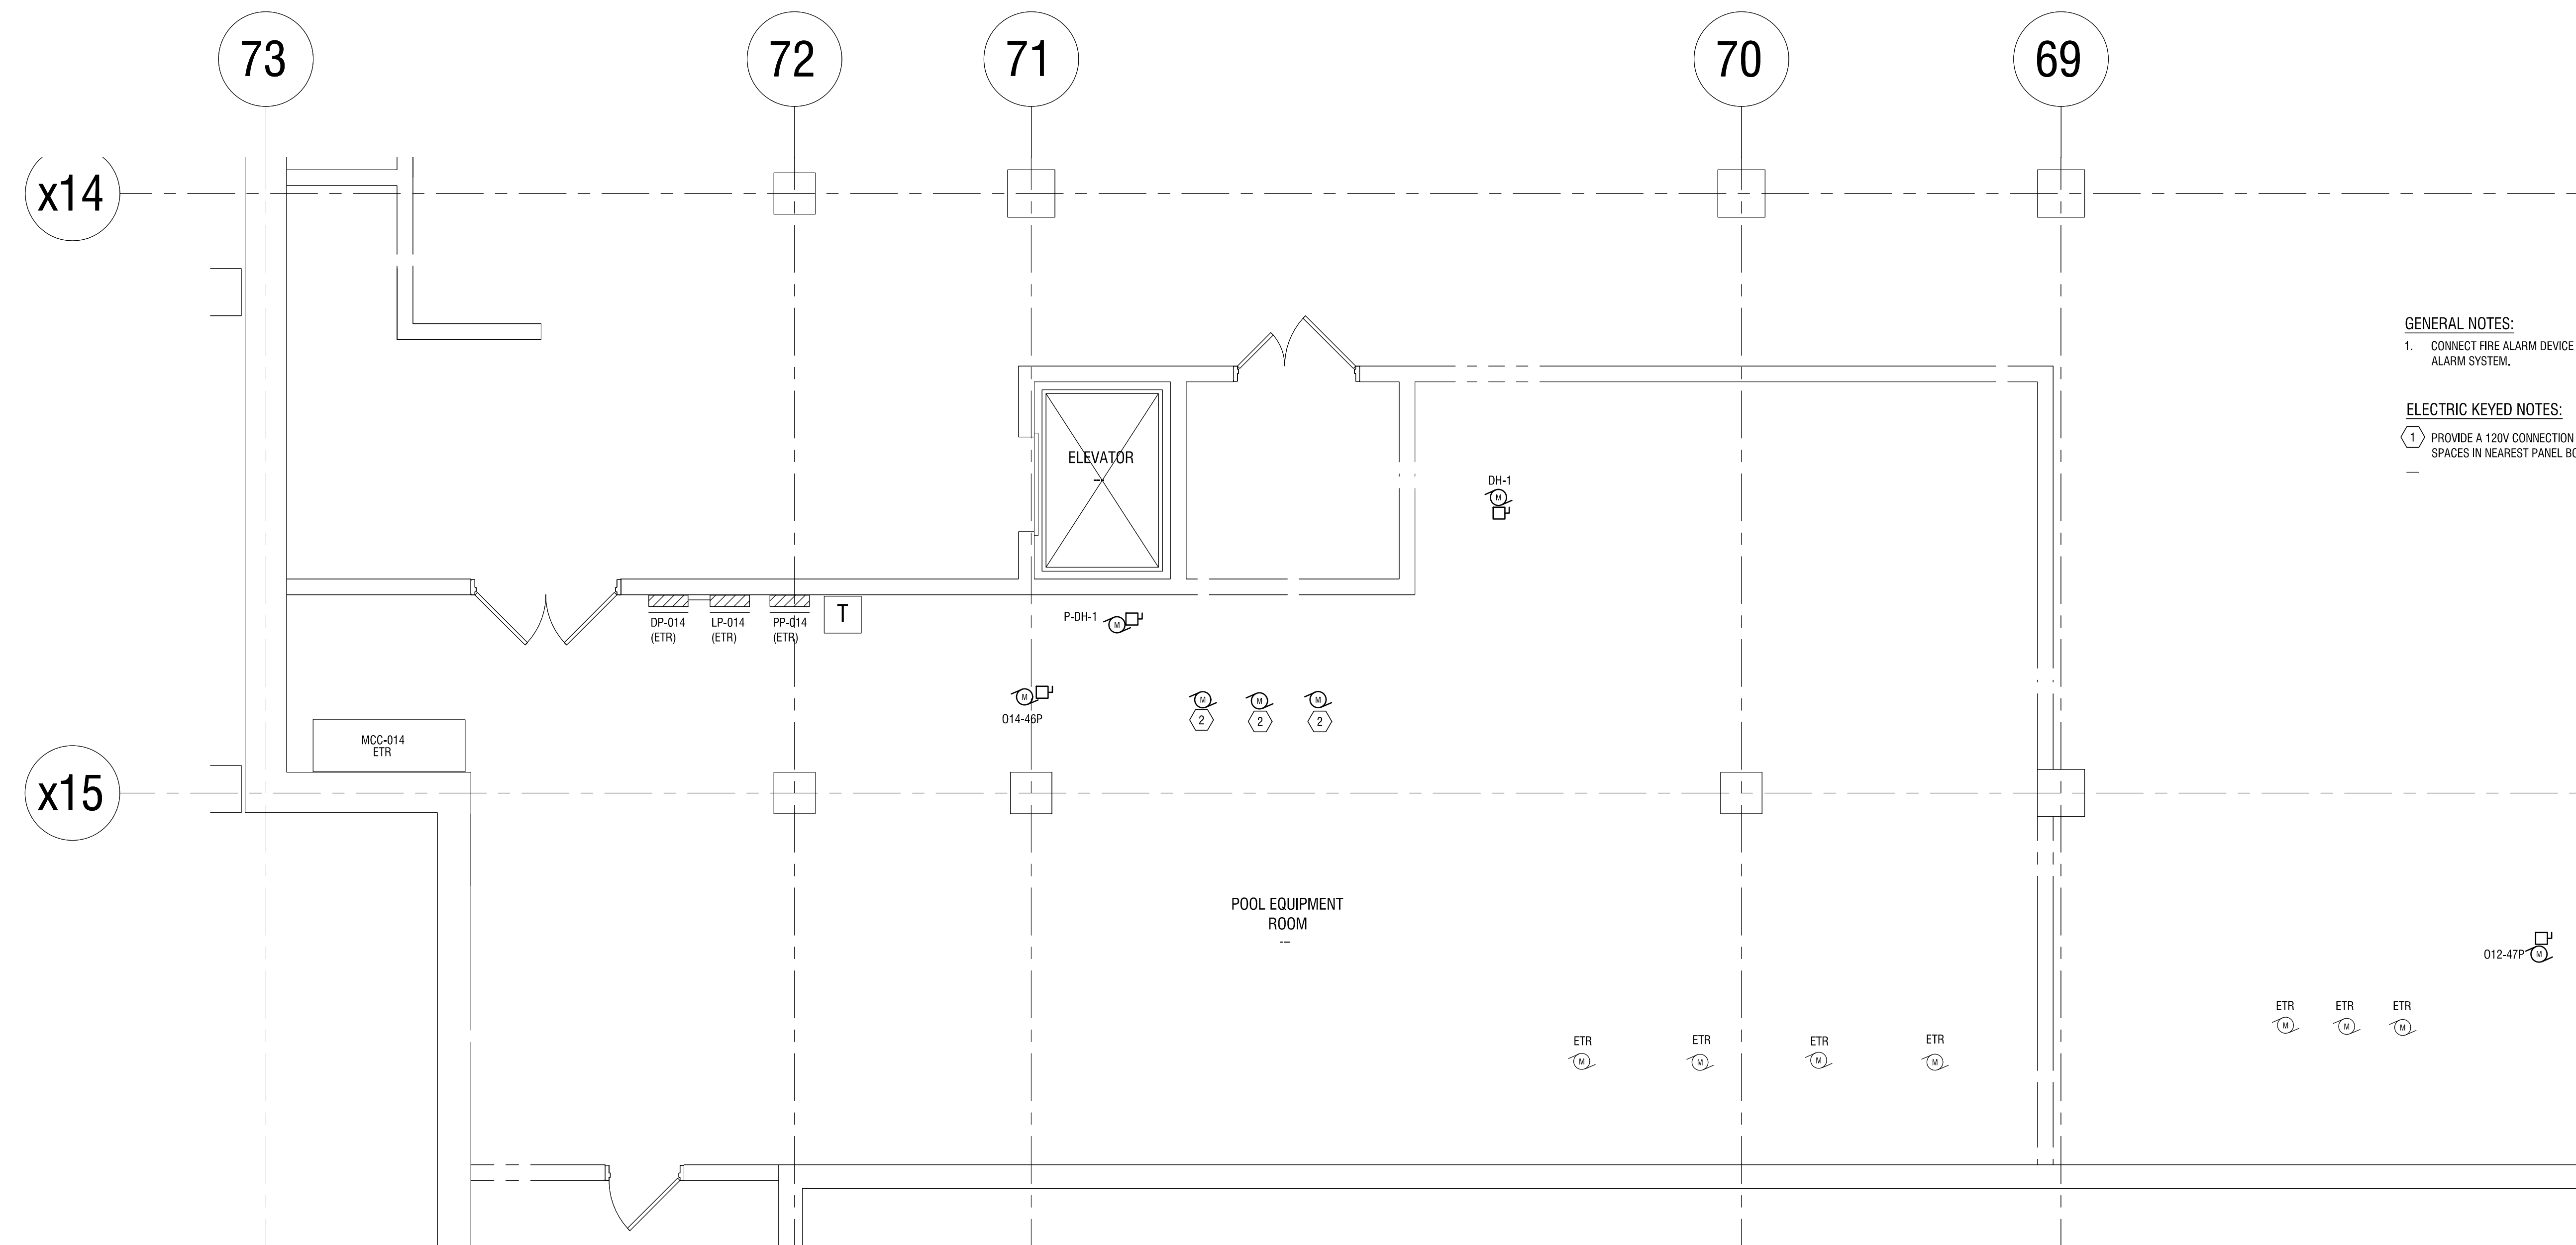 73
72
71
70
69
x14
GENERAL NOTES:
1. CONNECT FIRE ALARM DEVICE
ALARM SYSTEM.
ELECTRIC KEYED NOTES:
1 PROVIDE A 120V CONNECTION
SPACES IN NEAREST PANEL BO
ELEVATOR
---
DH-1
M
DP-014
(ETR)
LP-014
(ETR)
PP-014
(ETR)
T
P-DH-1
M
M
O14-46P
M
2
M
2
M
2
MCC-014
ETR
x15
POOL EQUIPMENT
ROOM
---
O12-47P
M
ETR
M
ETR
M
ETR
M
ETR
M
ETR
M
ETR
M
ETR
M